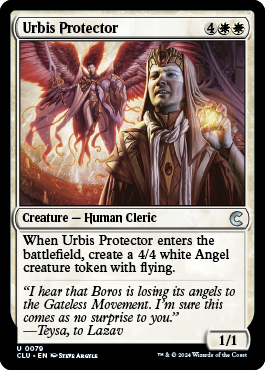 Urbis Protector 4
Creature — Human Cleric
When Urbis Protector enters the
battlefield, create a 4/4 white Angel
creature token with flying.
“I hear that Boros is losing its angels to
the Gateless Movement. I’m sure this
comes as no surprise to you.”
—Teysa, to Lazav
1/1
U 0079
CLU • EN Steve Argyle
™ & © 2024 Wizards of the Coast